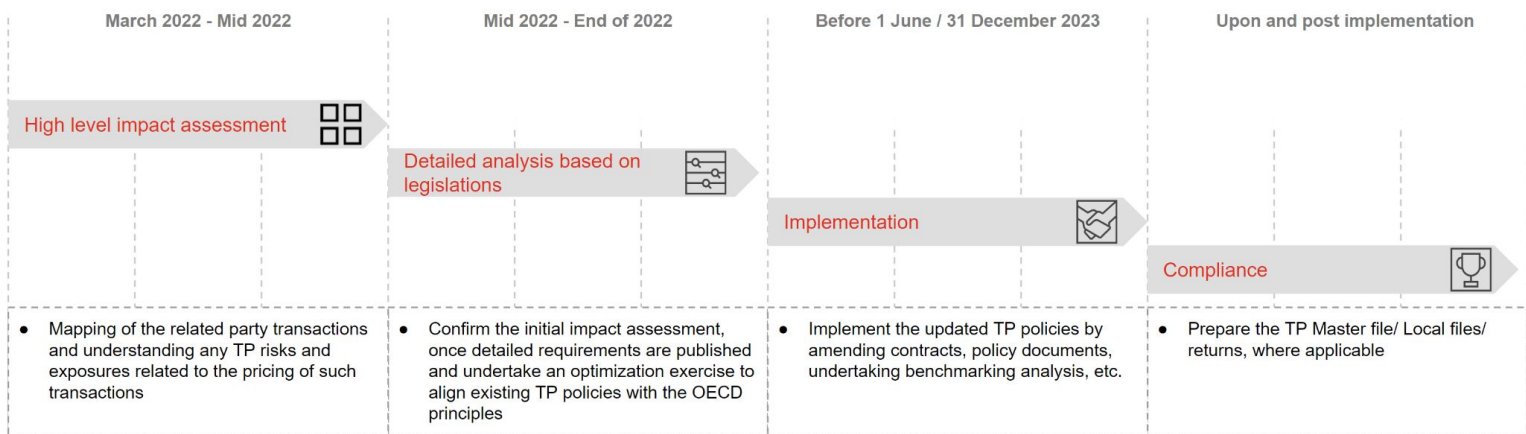 March 2022 - Mid 2022
Mid 2022 - End of 2022
Before 1 June / 31 December 2023
Upon and post implementation
High level impact assessment
Detailed analysis based on
legislations
Implementation
Compliance
● Mapping of the related party transactions
and understanding any TP risks and
exposures related to the pricing of such
transactions
● Confirm the initial impact assessment,
once detailed requirements are published
and undertake an optimization exercise to
align existing TP policies with the OECD
principles
● Implement the updated TP policies by
amending contracts, policy documents,
undertaking benchmarking analysis, etc.
● Prepare the TP Master file/ Local files/
returns, where applicable